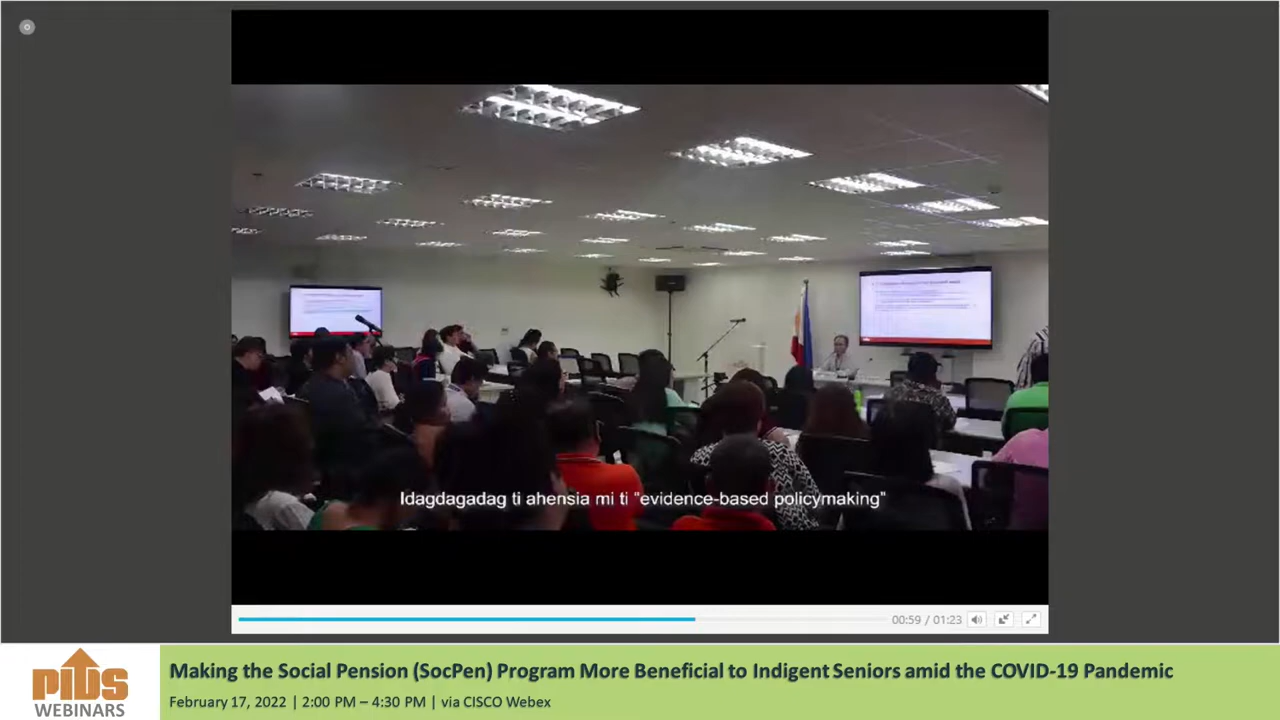 Idagdagadag ti ahensia mi ti "evidence-based policymaking"
00:59 / 01:23
PIDS
WEBINARS
Making the Social Pension (SocPen) Program More Beneficial to Indigent Seniors amid the COVID-19 Pandemic
February 17, 2022 | 2:00 PM – 4:30 PM | via CISCO Webex